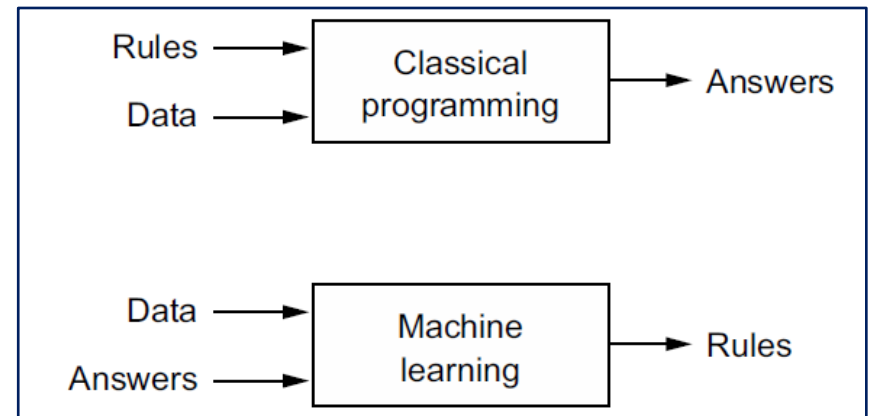 Rules
Data
Classical
programming
Answers
Data
Answers
Machine
learning
Rules